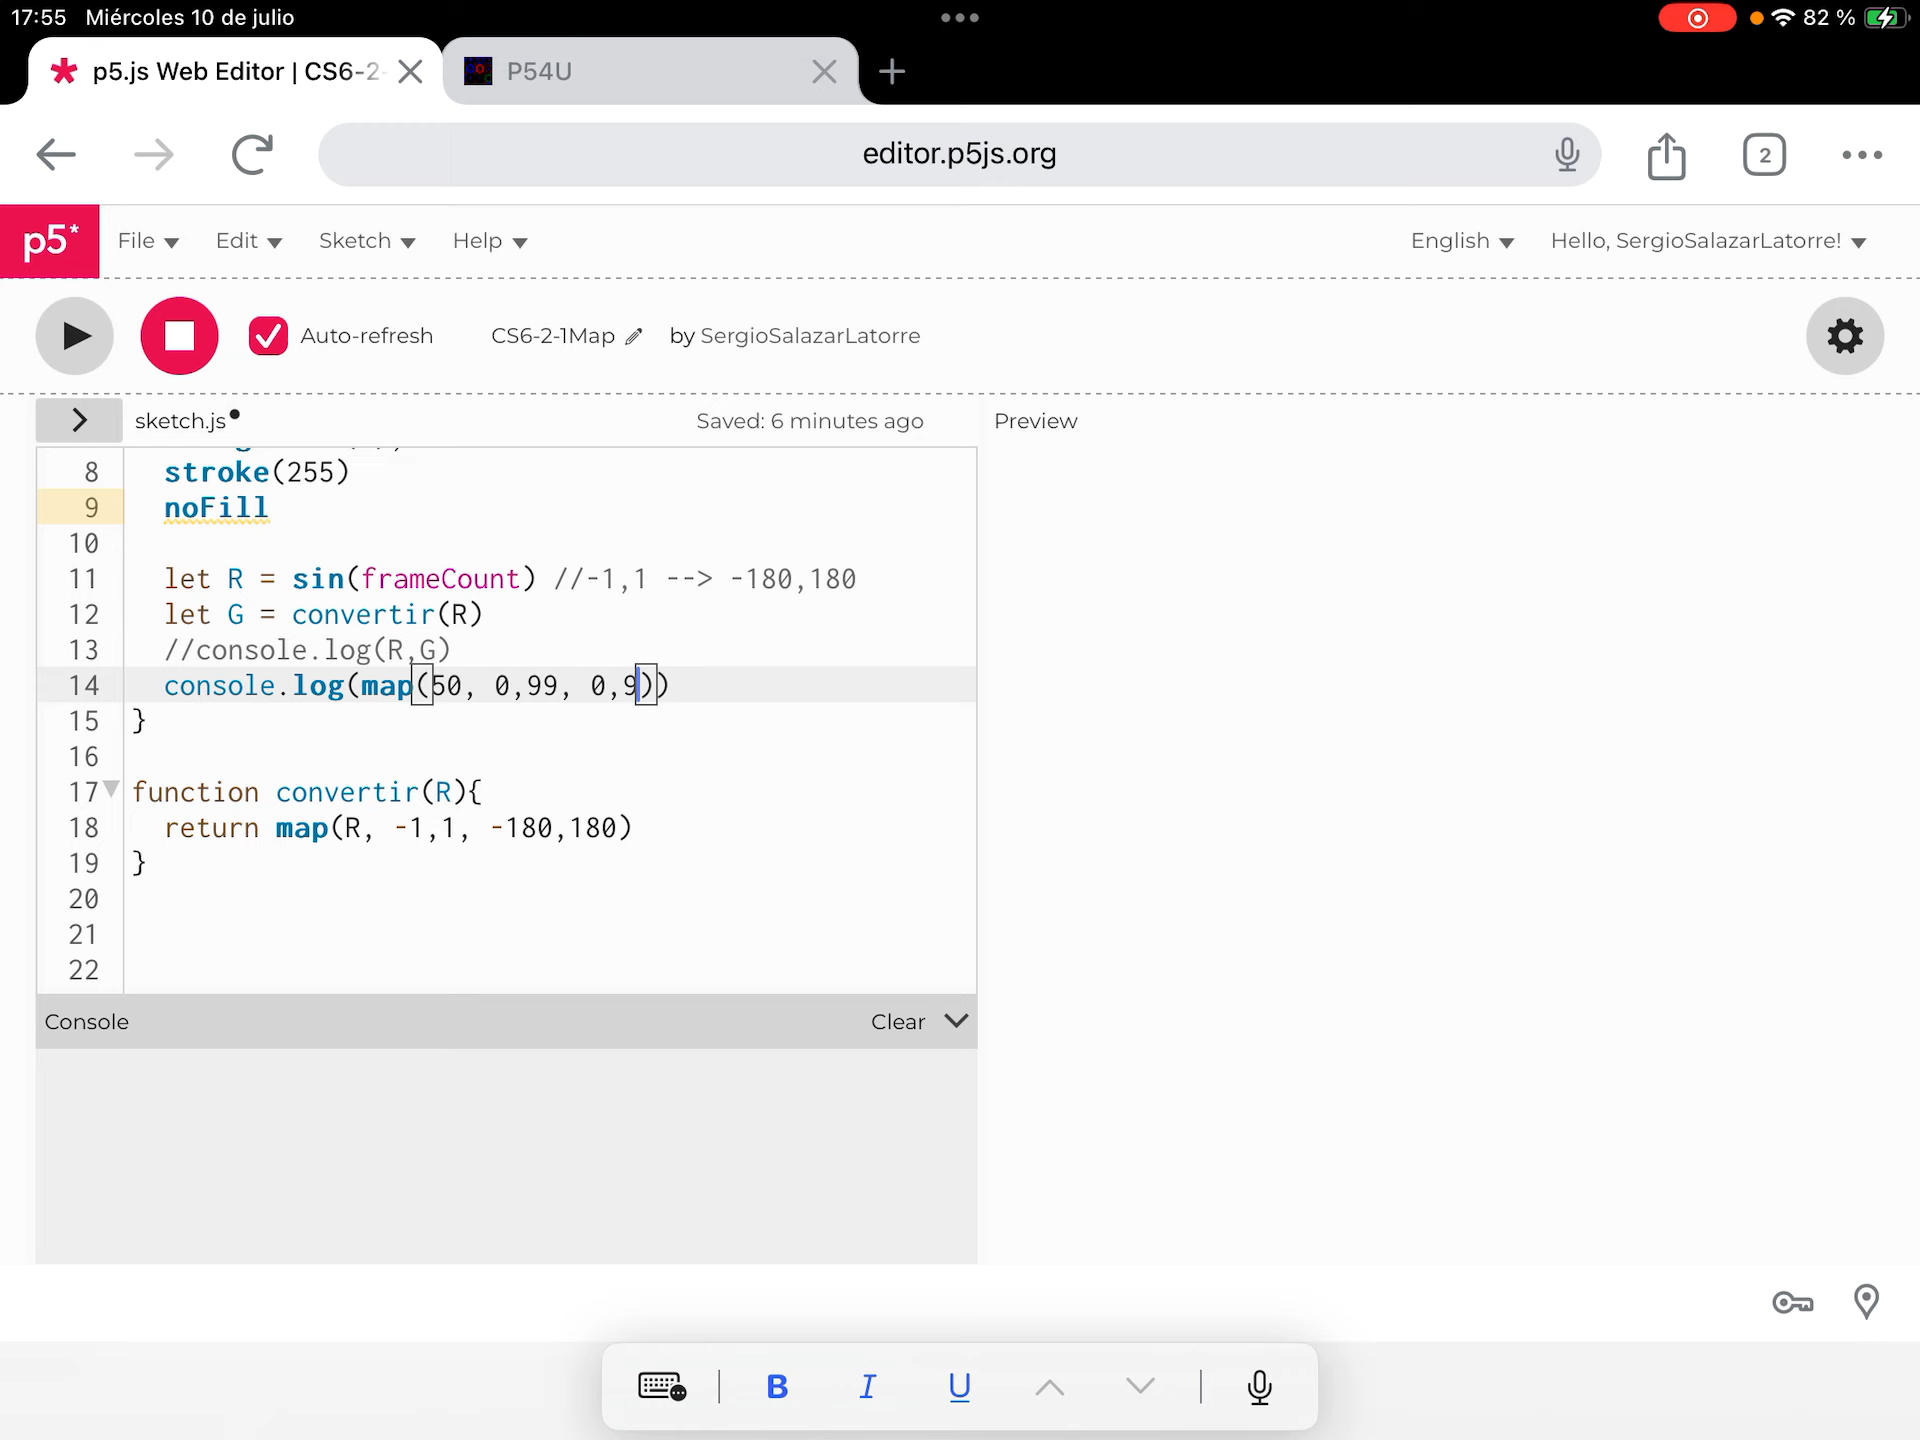 17:55 Miércoles 10 de julio
82 %
p5.js Web Editor | CS6-2-
P54U
editor.p5js.org
2
p5*
File Edit Sketch Help
English Hello, SergioSalazarLatorre!
Auto-refresh CS6-2-1Map by SergioSalazarLatorre
sketch.js Saved: 6 minutes ago Preview
8 stroke(255)
9 noFill
10
11 let R = sin(frameCount) //-1,1 --> -180,180
12 let G = convertir(R)
13 //console.log(R,G)
14 console.log(map(50, 0,99, 0,9))
15 }
16
17 function convertir(R){
18 return map(R, -1,1, -180,180)
19 }
20
21
22
Console Clear
B I U